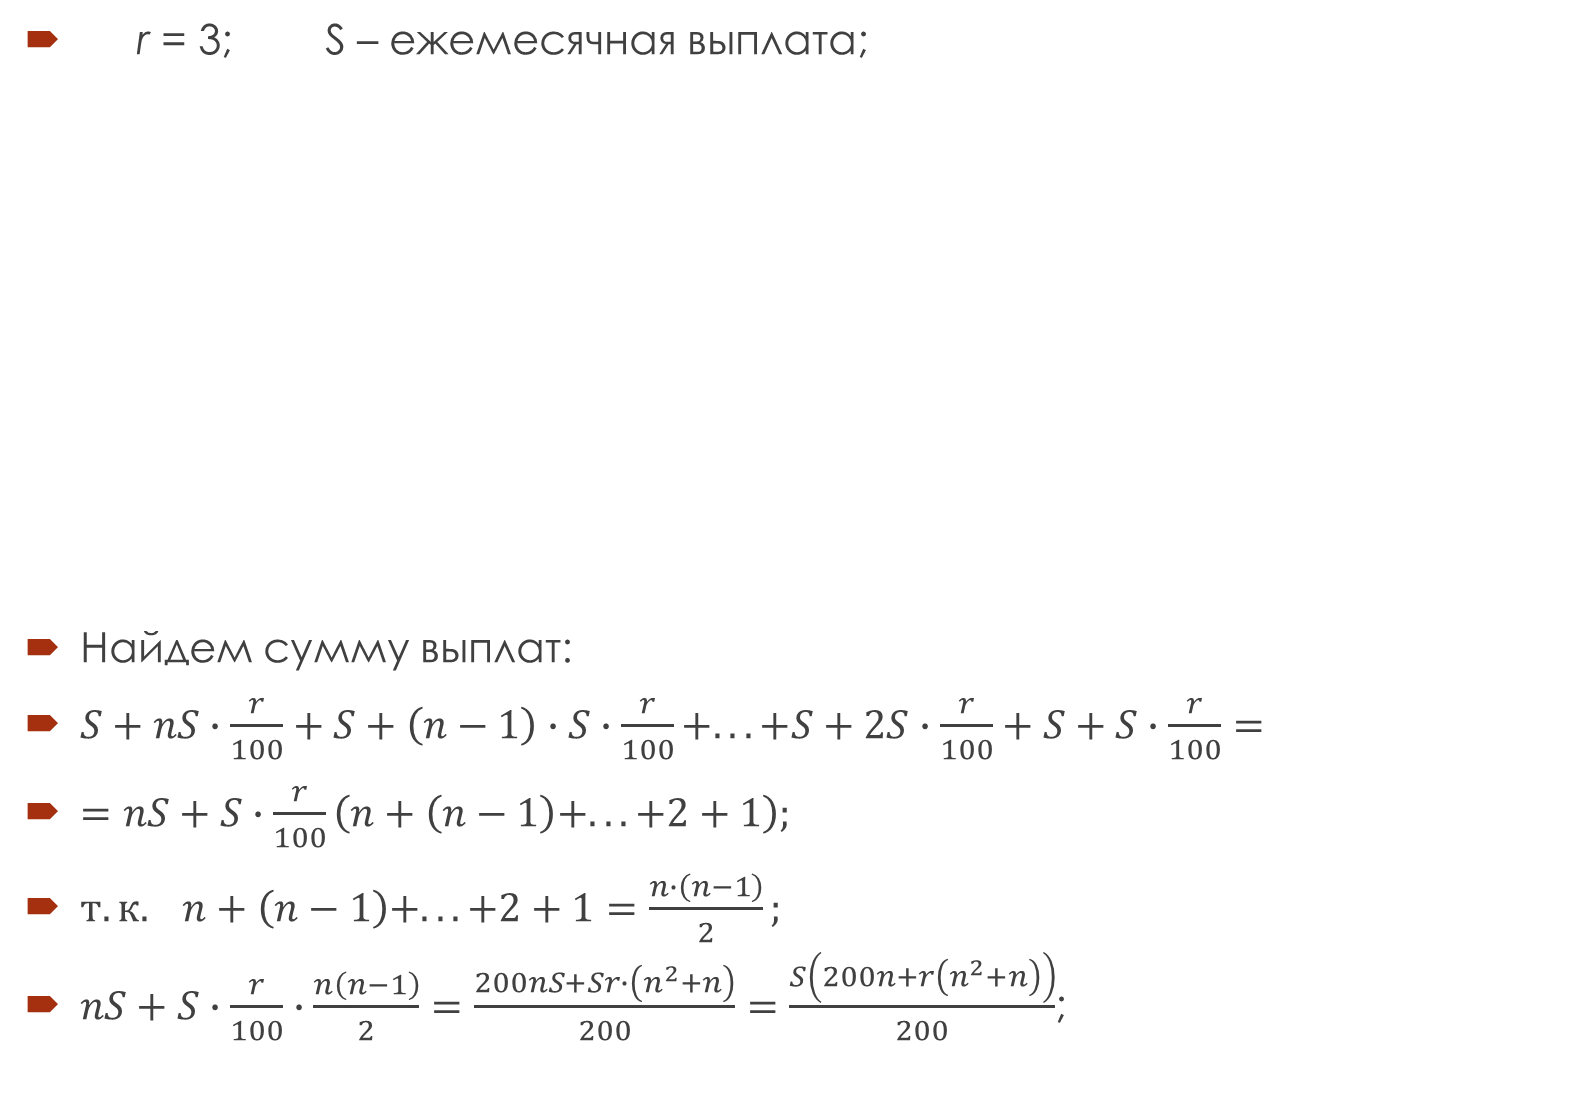 r = 3; S – ежемесячная выплата;
Найдем сумму выплат:
S + nS · r/100 + S + (n − 1) · S · r/100 +…+S + 2S · r/100 + S + S · r/100 =
= nS + S · r/100 (n + (n − 1)+…+2 + 1);
т. к. n + (n − 1)+…+2 + 1 = n·(n−1)/2 ;
nS + S · r/100 · n(n−1)/2 = 200nS+Sr·(n²+n)/200 = S(200n+r(n²+n))/200 ;